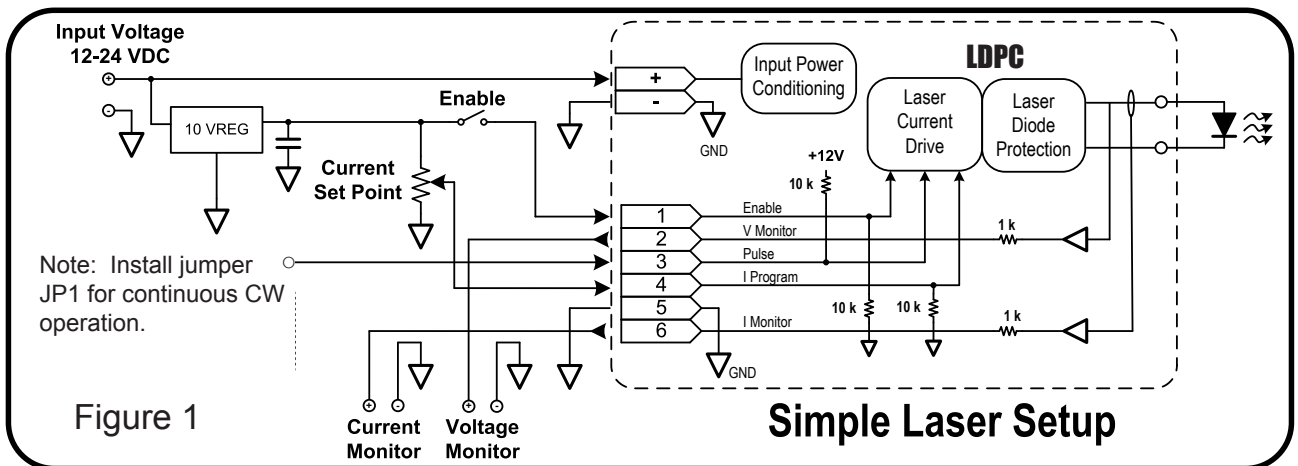 Input Voltage
12-24 VDC
+
-
10 VREG
Enable
Current
Set Point
Note: Install jumper
JP1 for continuous CW
operation.
Figure 1
+
-
Current
Monitor
+
-
Voltage
Monitor
+
-
GND
Input Power
Conditioning
LDPC
Laser
Current
Drive
Laser
Diode
Protection
+12V
10 k
1
Enable
2
V Monitor
1 k
3
Pulse
4
I Program
5
10 k
10 k
6
I Monitor
1 k
GND
Simple Laser Setup